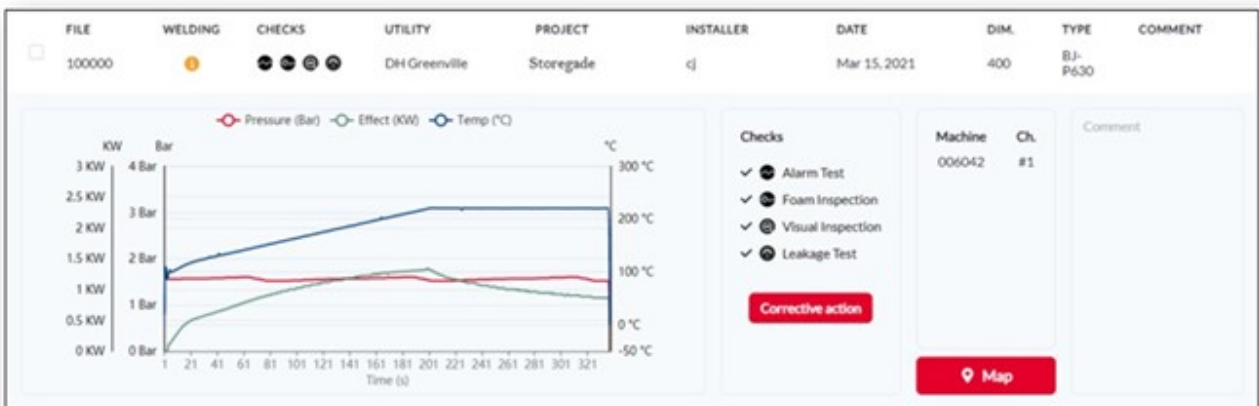 FILE WELDING CHECKS UTILITY PROJECT INSTALLER DATE DIM. TYPE COMMENT
100000 DH Greenville Storegade cj Mar 15, 2021 400 BJ-P630
Pressure (Bar) Effect (KW) Temp (°C)
KW Bar °C
3 KW 4 Bar 300 °C
2.5 KW
3 Bar 200 °C
2 KW
1.5 KW 2 Bar
100 °C
1 KW
1 Bar
0.5 KW 0 °C
0 KW 0 Bar -50 °C
1 21 41 61 81 101 121 141 161 181 201 221 241 261 281 301 321
Time (s)
Checks
Alarm Test
Foam Inspection
Visual Inspection
Leakage Test
Corrective action
Machine Ch.
006042 #1
Map
Comment